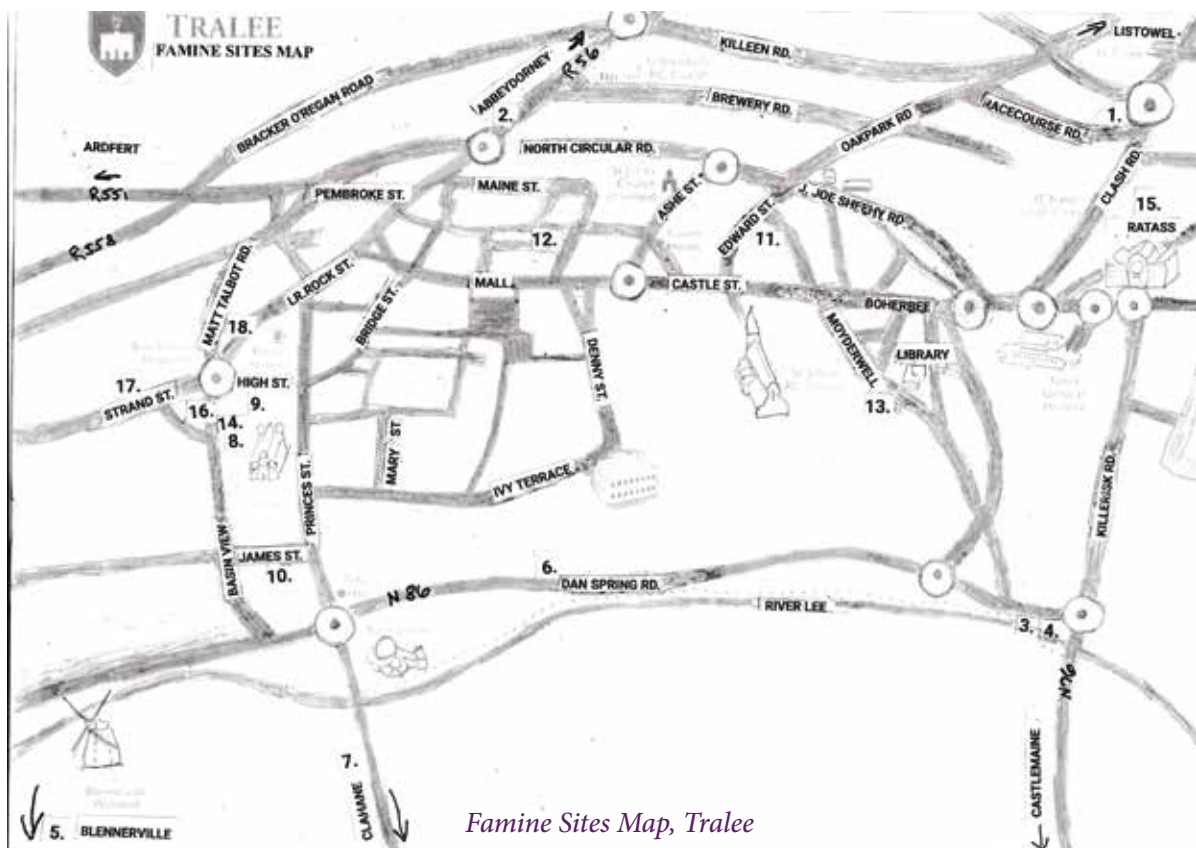 TRALEE
FAMINE SITES MAP
KILLEEN RD.
LISTOWEL
ABBEYDORNEY
R556
BRACKER O'REGAN ROAD
2.
BREWERY RD.
OAKPARK RD
RACECOURSE RD.
1.
ARDFERT
R551
NORTH CIRCULAR RD.
CLASH RD.
PEMBROKE ST.
MAINE ST.
ASHE ST.
J. JOE SHEEHY RD.
15.
RATASS
R558
EDWARD ST.
11.
12.
MATT TALBOT RD.
LR.ROCK ST.
MALL
CASTLE ST.
BOHERBEE
18.
BRIDGE ST.
DENNY ST.
MOYDERWELL
LIBRARY
17.
STRAND ST.
HIGH ST.
16.
9.
14.
8.
13.
MARY ST
IVY TERRACE
PRINCES ST.
KILLERISK RD.
BASIN VIEW
JAMES ST.
10.
6.
DAN SPRING RD.
N 86
RIVER LEE
3.
4.
7.
CLAHANE
CASTLEMAINE
5.
BLENNERVILLE
Famine Sites Map, Tralee